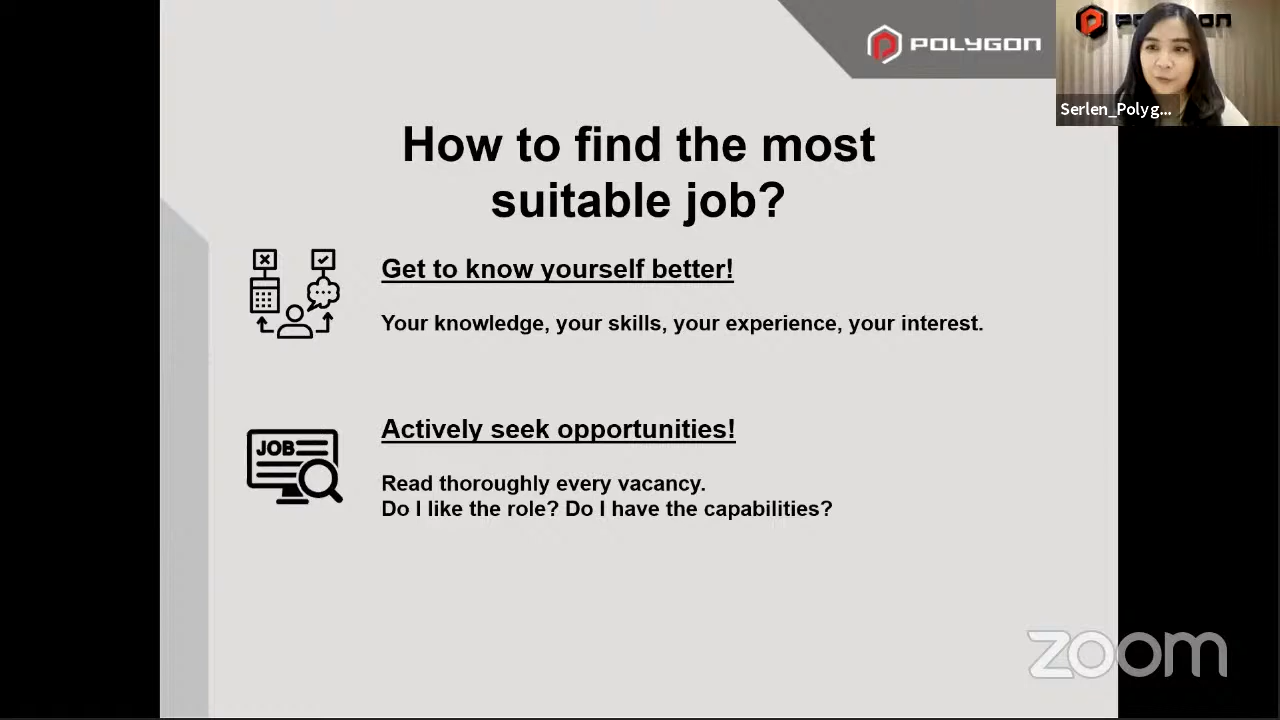 POLYGON
POLYGON
Serlen_Polyg...
How to find the most
suitable job?
Get to know yourself better!
Your knowledge, your skills, your experience, your interest.
JOB
Actively seek opportunities!
Read thoroughly every vacancy.
Do I like the role? Do I have the capabilities?
zoom